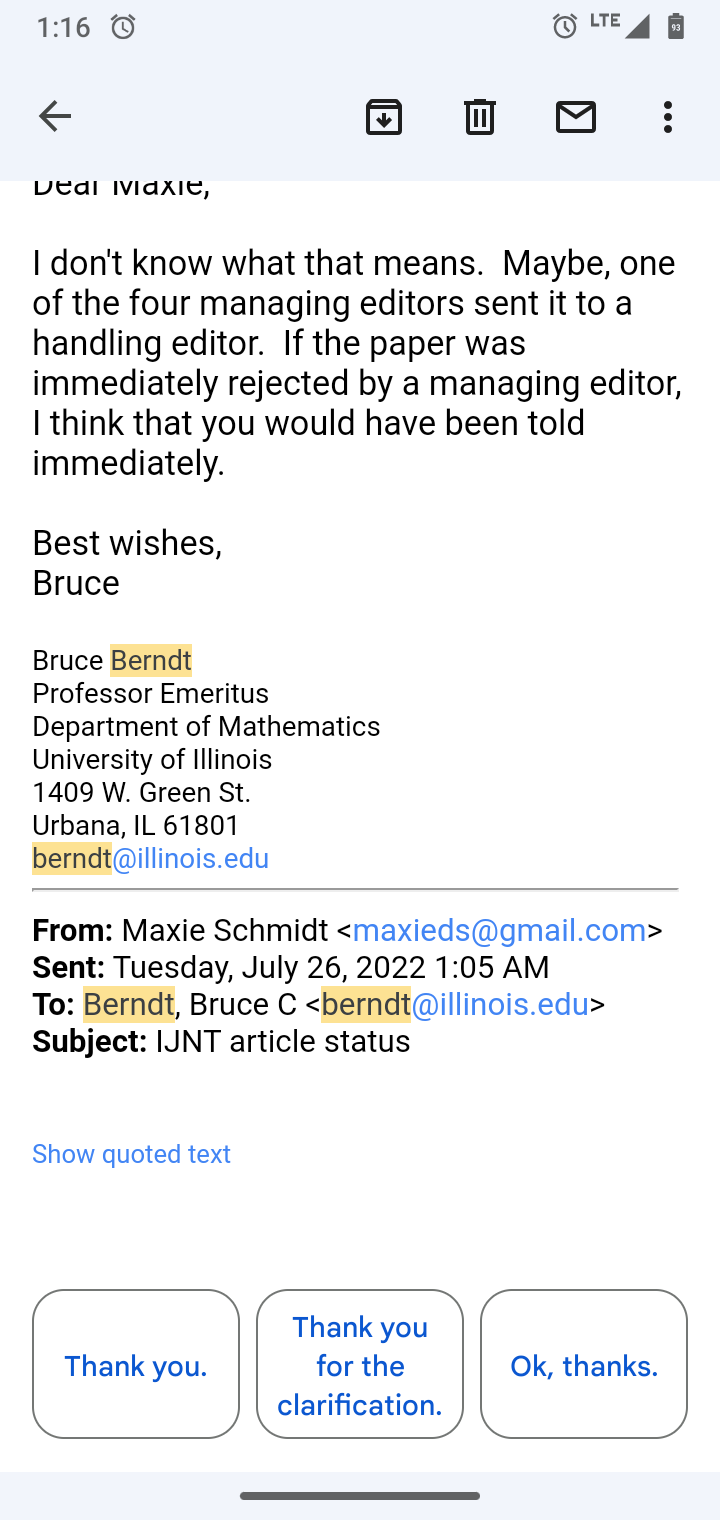 1:16
LTE
93
Dear Maxie,
I don't know what that means.  Maybe, one
of the four managing editors sent it to a
handling editor.  If the paper was
immediately rejected by a managing editor,
I think that you would have been told
immediately.
Best wishes,
Bruce
Bruce Berndt
Professor Emeritus
Department of Mathematics
University of Illinois
1409 W. Green St.
Urbana, IL 61801
berndt@illinois.edu
From: Maxie Schmidt <maxieds@gmail.com>
Sent: Tuesday, July 26, 2022 1:05 AM
To: Berndt, Bruce C <berndt@illinois.edu>
Subject: IJNT article status
Show quoted text
Thank you.
Thank you
for the
clarification.
Ok, thanks.